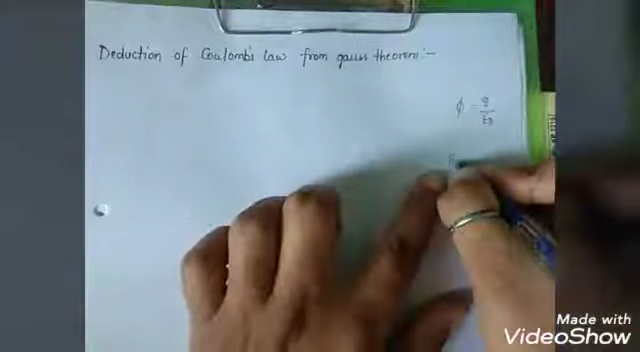 Deduction of Coulomb's law from gauss theorem:-
ϕ = q/ε₀
Made with
VideoShow